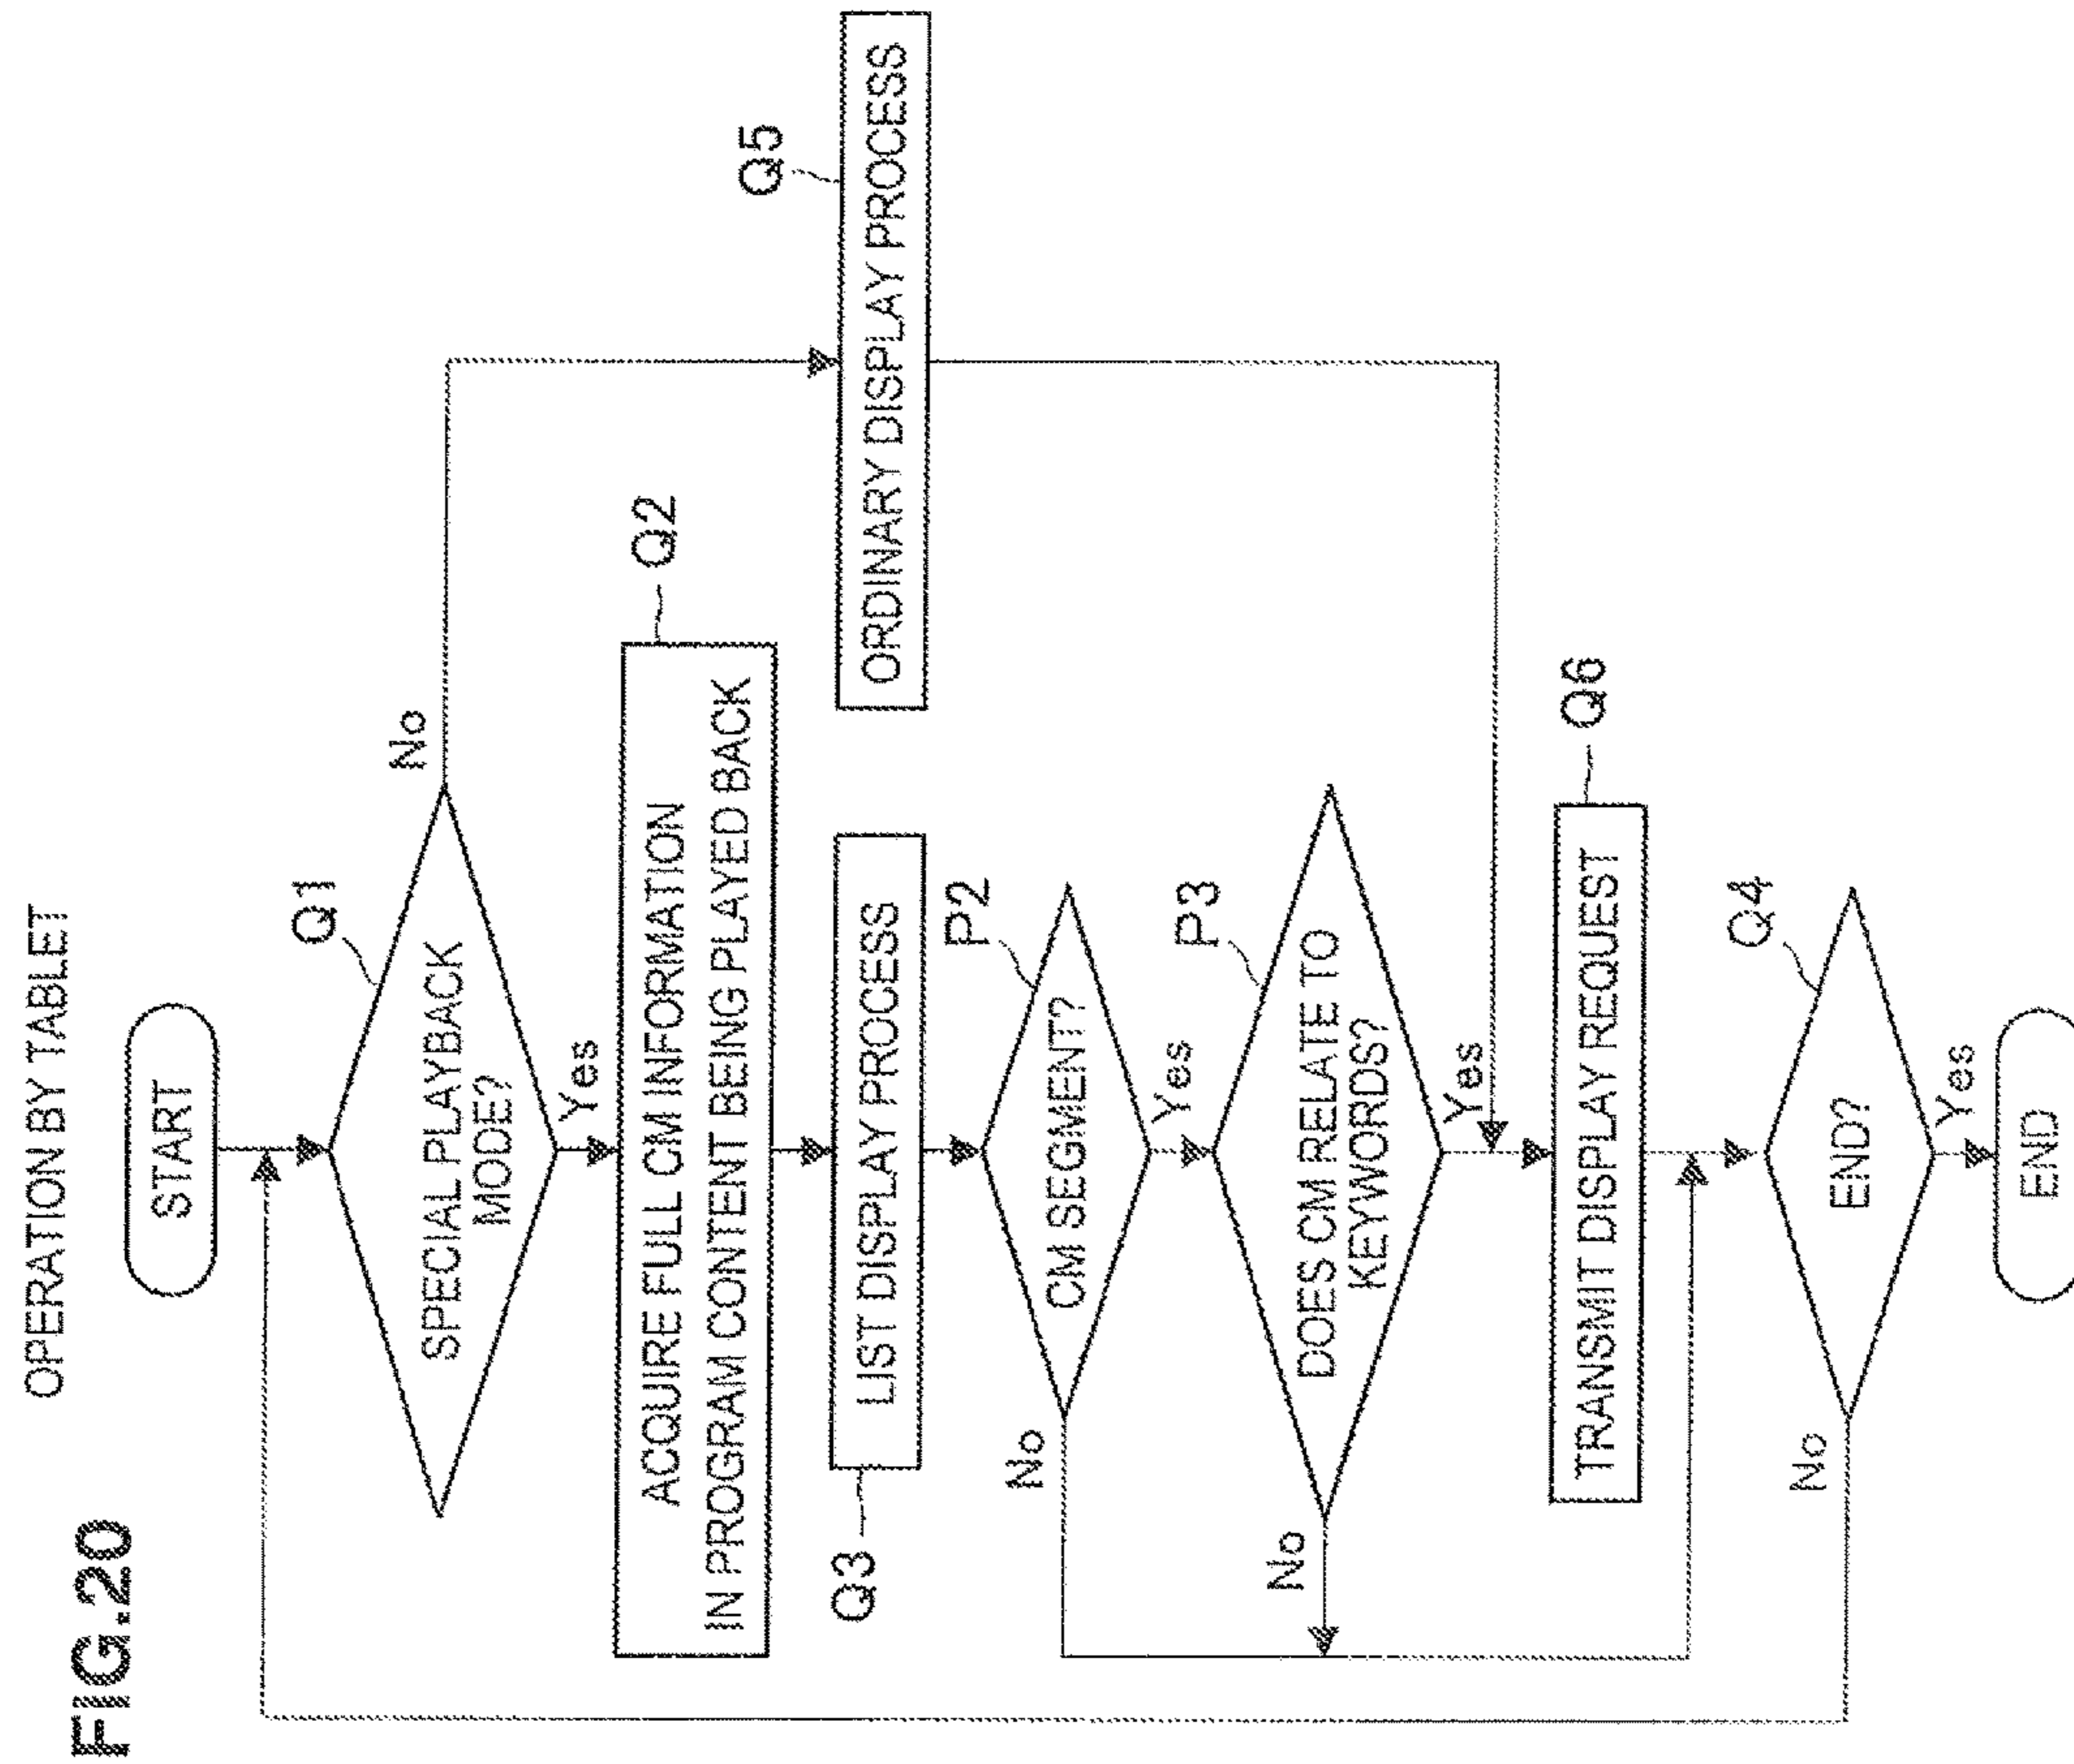 FIG.20
OPERATION BY TABLET
START
Q1
SPECIAL PLAYBACK
MODE?
No
Yes
Q2
ACQUIRE FULL CM INFORMATION
IN PROGRAM CONTENT BEING PLAYED BACK
Q5
ORDINARY DISPLAY PROCESS
Q3
LIST DISPLAY PROCESS
P2
CM SEGMENT?
No
Yes
P3
DOES CM RELATE TO
KEYWORDS?
No
Yes
Q6
TRANSMIT DISPLAY REQUEST
Q4
END?
No
Yes
END